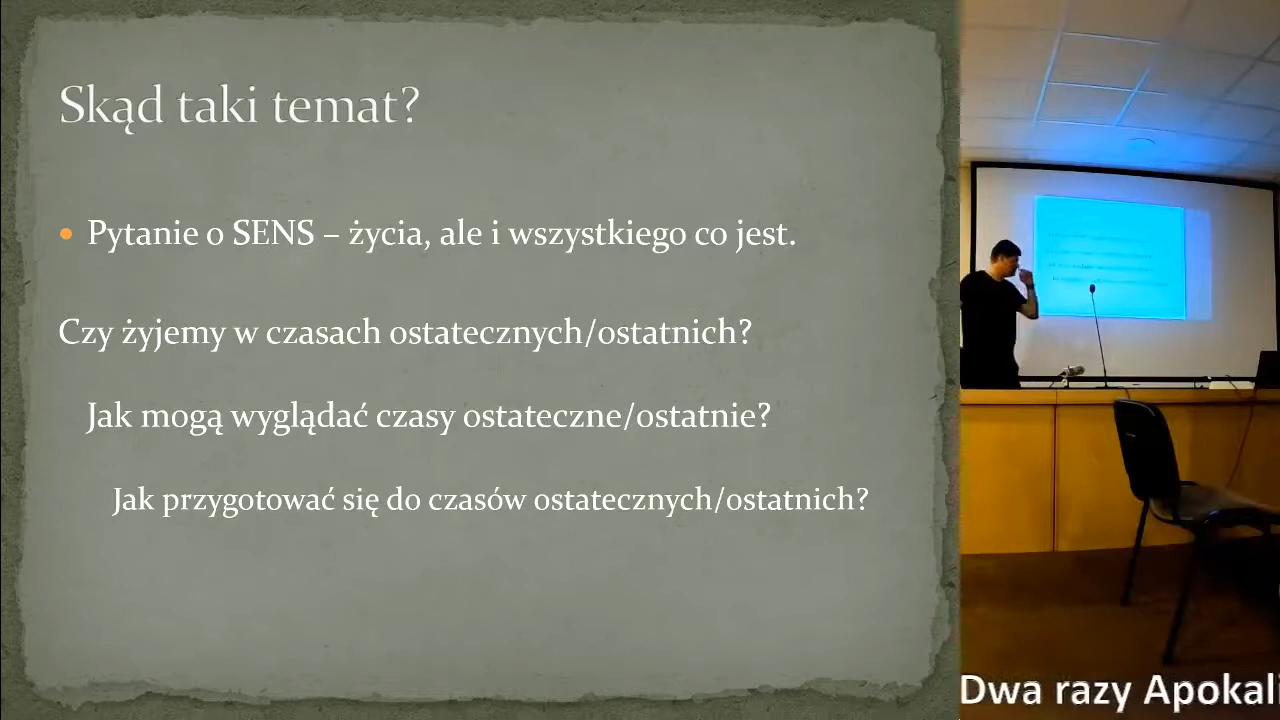 Skąd taki temat?
Pytanie o SENS – życia, ale i wszystkiego co jest.
Czy żyjemy w czasach ostatecznych/ostatnich?
Jak mogą wyglądać czasy ostateczne/ostatnie?
Jak przygotować się do czasów ostatecznych/ostatnich?
Dwa razy Apokali